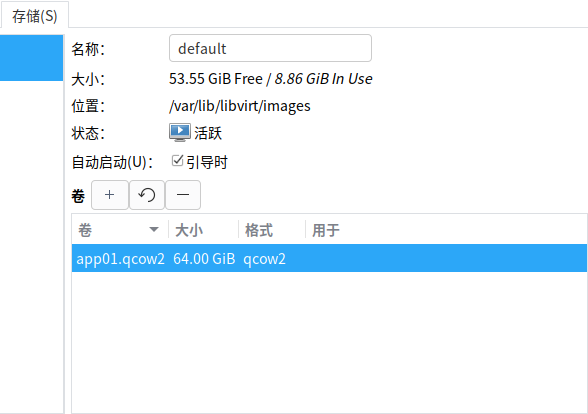 存储(S)
名称： default
大小： 53.55 GiB Free / 8.86 GiB In Use
位置： /var/lib/libvirt/images
状态： 活跃
自动启动(U)： 引导时
卷
卷 大小 格式 用于
app01.qcow2 64.00 GiB qcow2